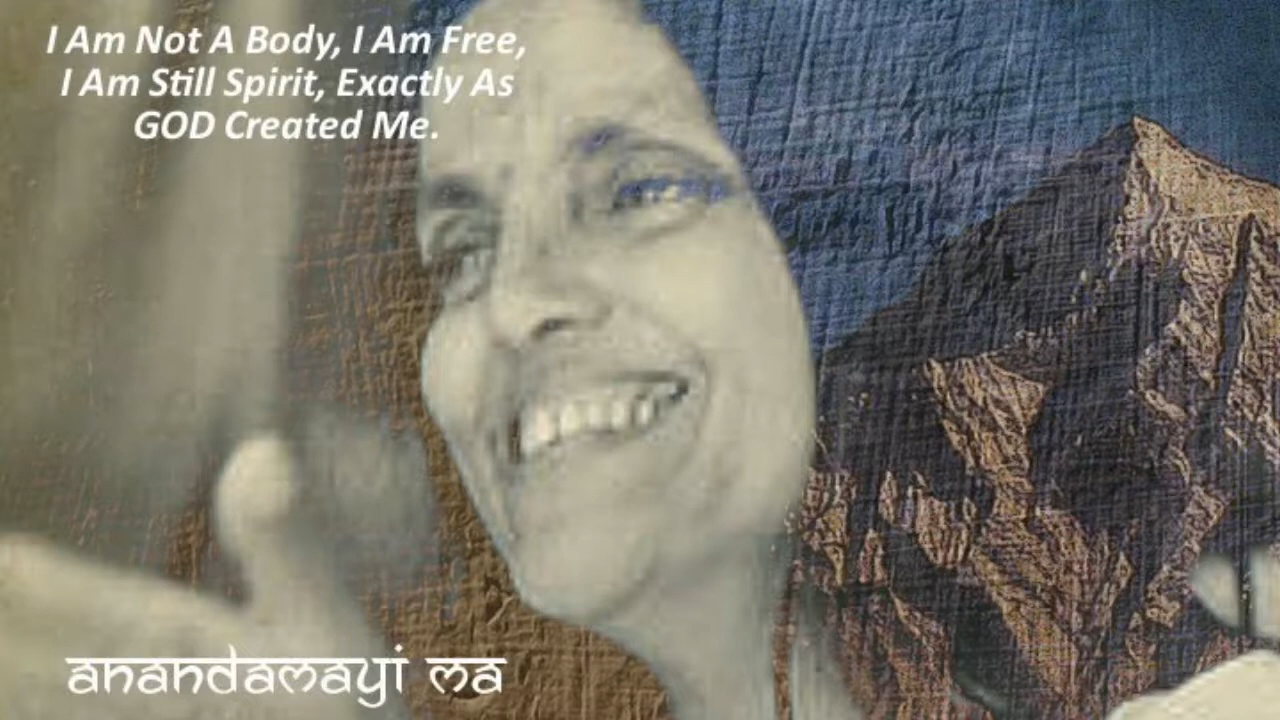 I Am Not A Body, I Am Free,
I Am Still Spirit, Exactly As
GOD Created Me.
anandamayi ma